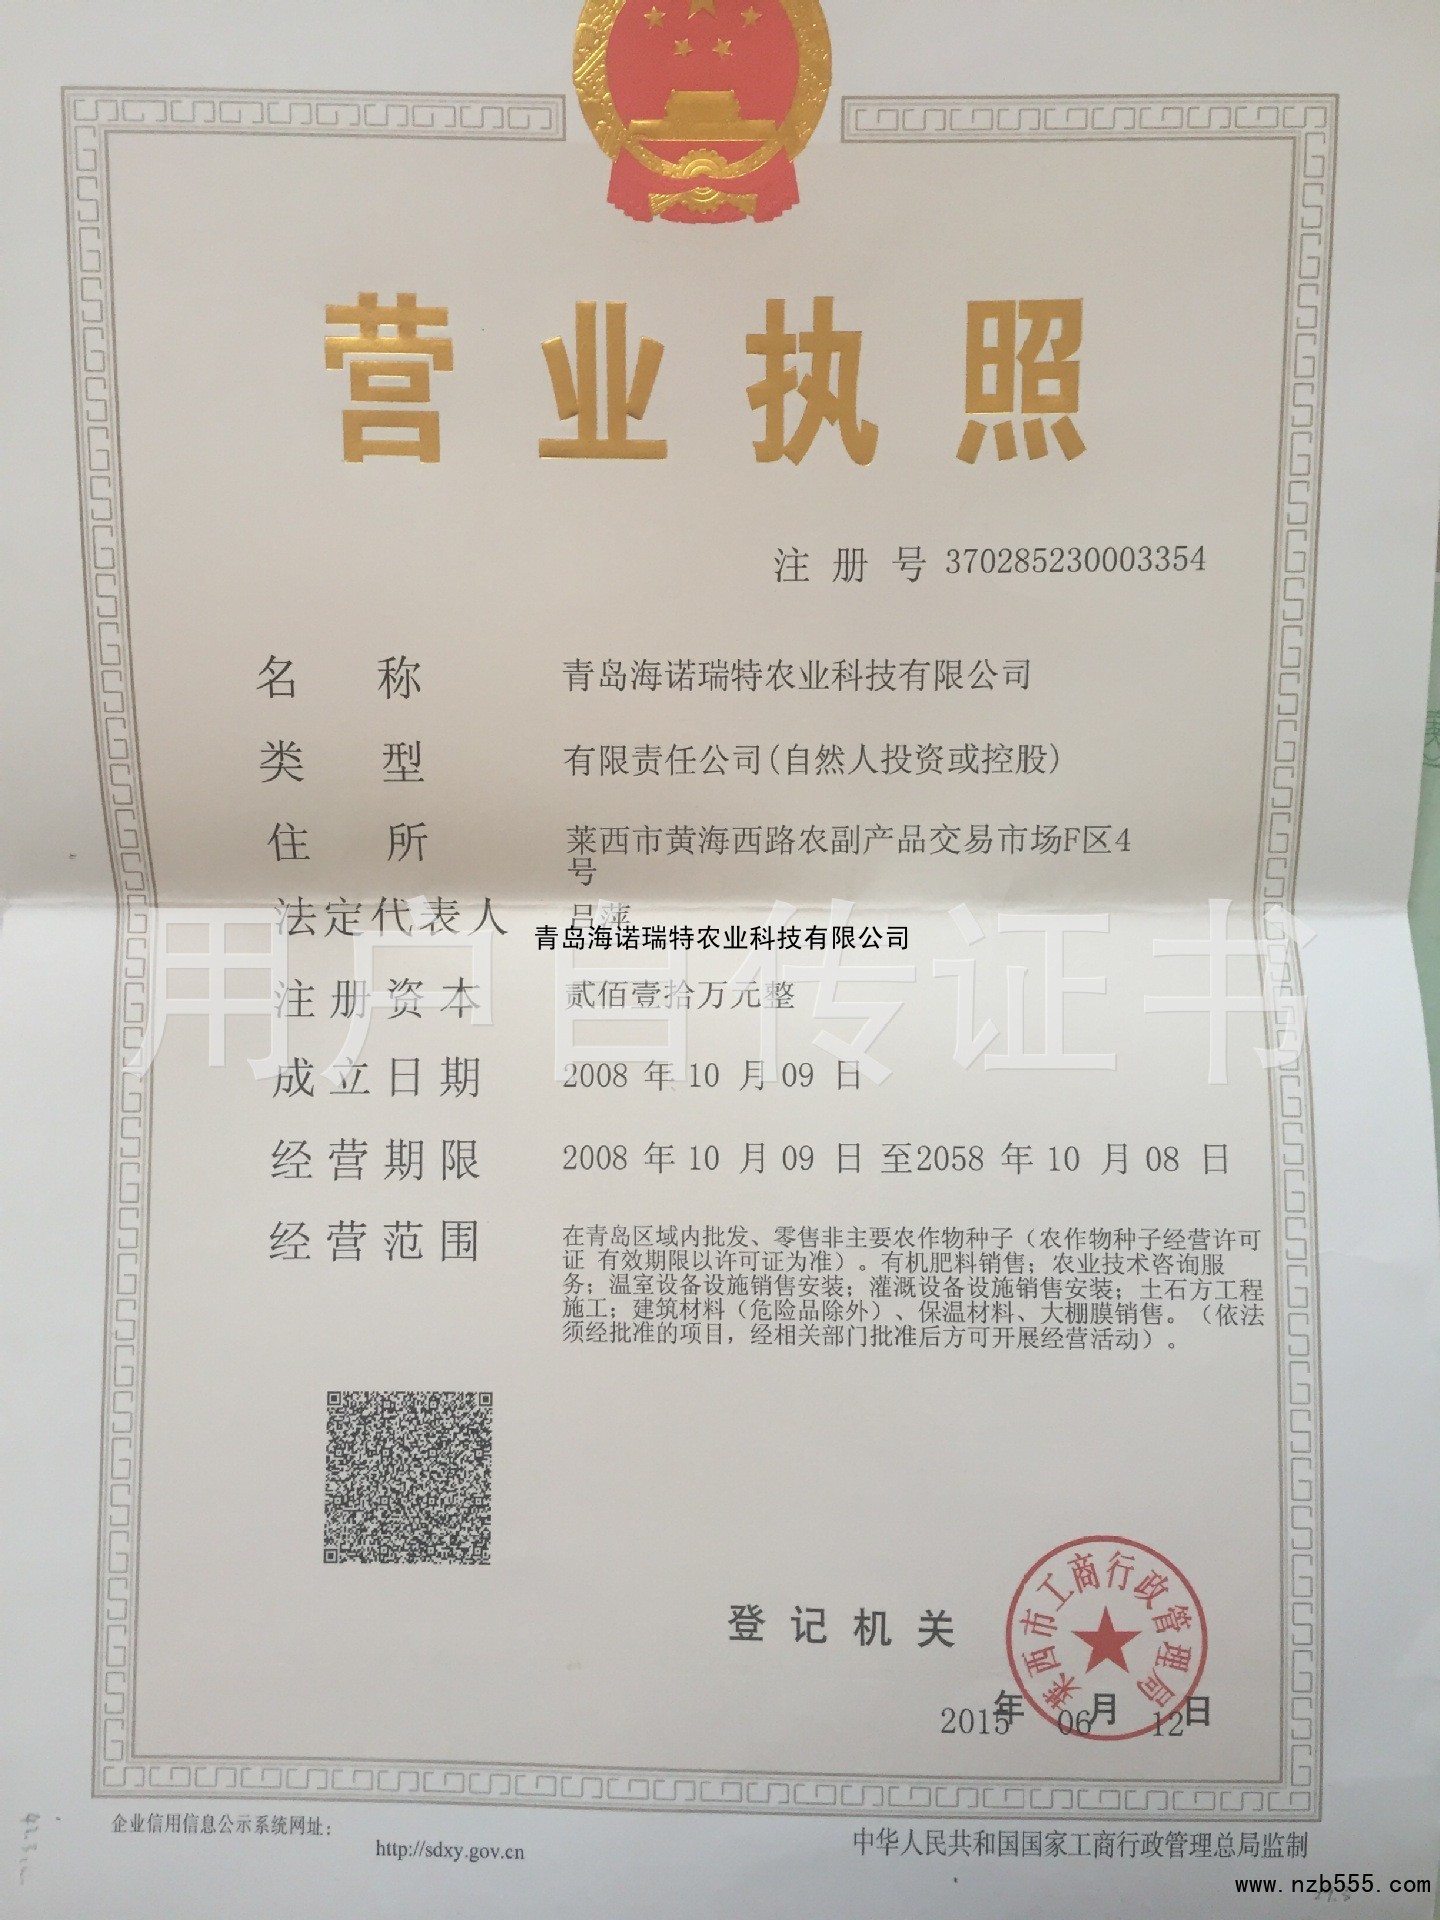 营业执照
注册号 370285230003354
名称 青岛海诺瑞特农业科技有限公司
类型 有限责任公司(自然人投资或控股)
住所 莱西市黄海西路农副产品交易市场F区4
号
法定代表人 吕萍
青岛海诺瑞特农业科技有限公司
用户自传证书
注册资本 贰佰壹拾万元整
成立日期 2008 年 10 月 09 日
经营期限 2008 年 10 月 09 日 至2058 年 10 月 08 日
经营范围 在青岛区域内批发、零售非主要农作物种子（农作物种子经营许可
证 有效期限以许可证为准）。有机肥料销售；农业技术咨询服
务；温室设备设施销售安装；灌溉设备设施销售安装；土石方工程
施工；建筑材料（危险品除外）、保温材料、大棚膜销售。（依法
须经批准的项目，经相关部门批准后方可开展经营活动）。
登记机关
莱西市工商行政管理局
2015年 06月 12日
企业信用信息公示系统网址：
http://sdxy.gov.cn
中华人民共和国国家工商行政管理总局监制
www.nzb555.com